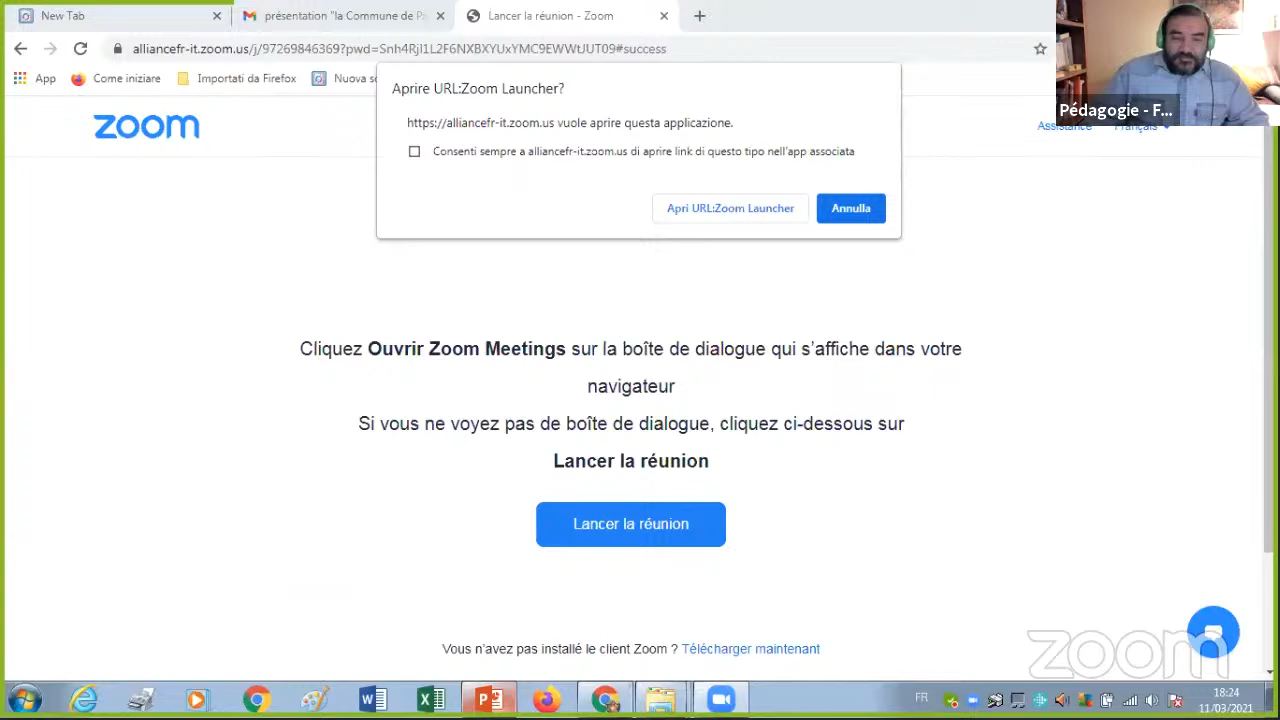 New Tab
présentation "la Commune de Pa
Lancer la réunion - Zoom
alliancefr-it.zoom.us/j/97269846369?pwd=Snh4RjI1L2F6NXBXYUxYMC9EWWtJUT09#success
App
Come iniziare
Importati da Firefox
Nuova sc
Pédagogie - F...
Aprire URL:Zoom Launcher?
https://alliancefr-it.zoom.us vuole aprire questa applicazione.
Consenti sempre a alliancefr-it.zoom.us di aprire link di questo tipo nell'app associata
Apri URL:Zoom Launcher
Annulla
zoom
Assistance
Français
Cliquez Ouvrir Zoom Meetings sur la boîte de dialogue qui s'affiche dans votre
navigateur
Si vous ne voyez pas de boîte de dialogue, cliquez ci-dessous sur
Lancer la réunion
Lancer la réunion
Vous n'avez pas installé le client Zoom ? Télécharger maintenant
zoom
FR
18:24
11/03/2021